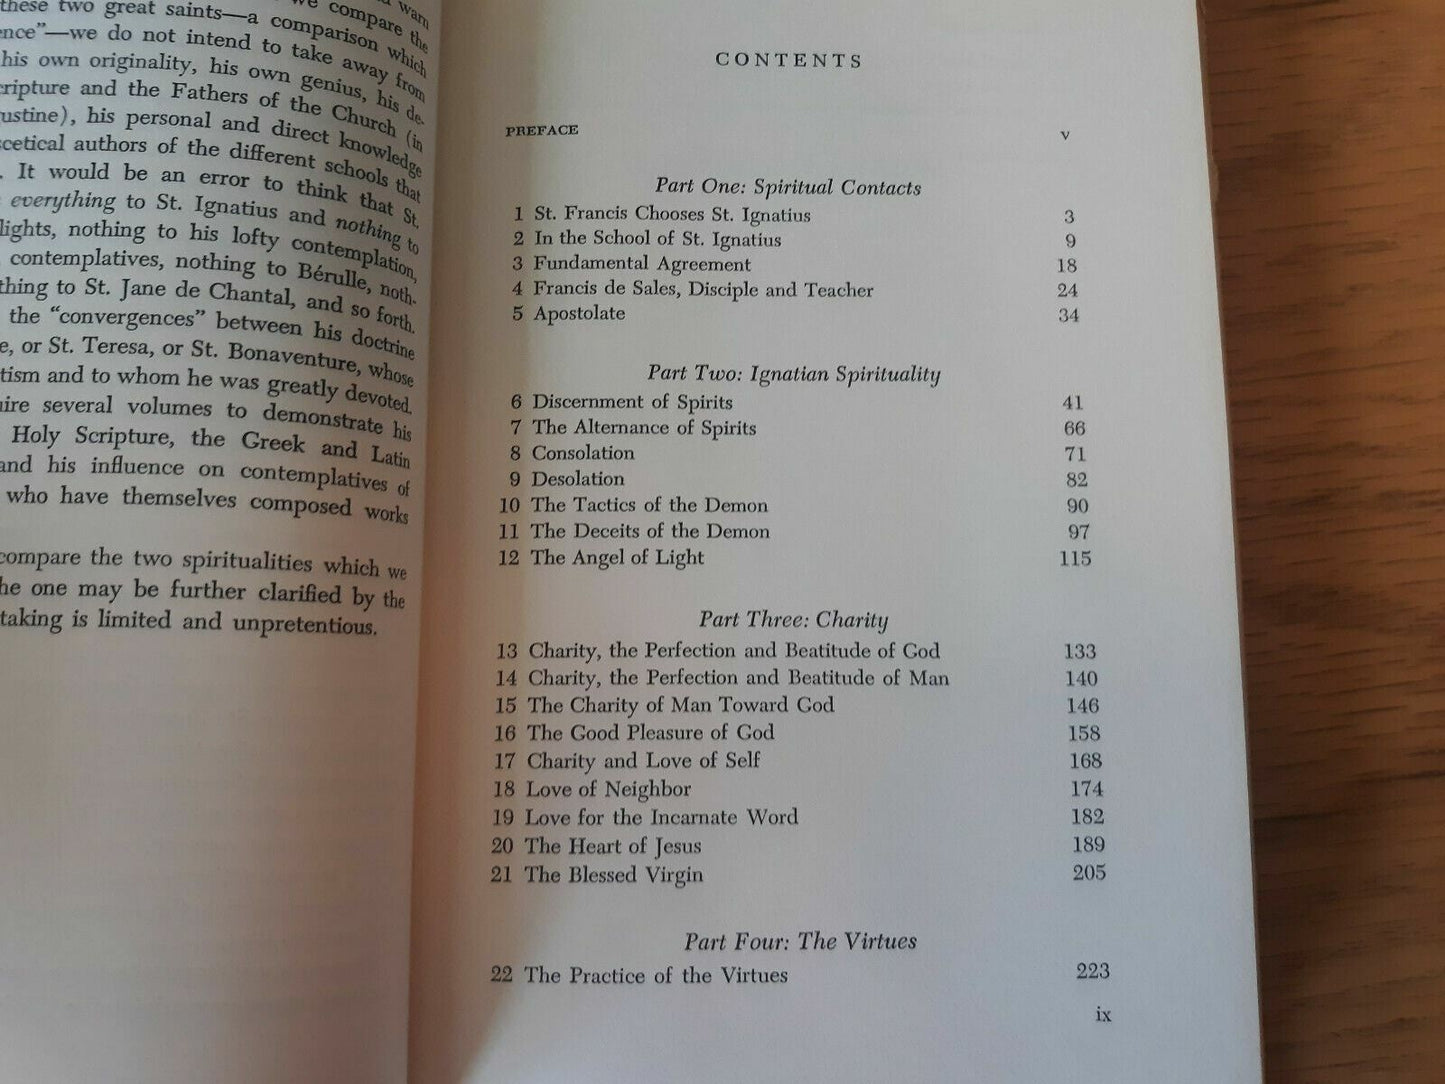 warn
we compare the
these two great saints—a comparison which
ence”—we do not intend to take away from
his own originality, his own genius, his de-
cripture and the Fathers of the Church (in
ustine), his personal and direct knowledge
scetical authors of the different schools that
. It would be an error to think that St.
everything to St. Ignatius and nothing to
lights, nothing to his lofty contemplation,
contemplatives, nothing to Bérulle, noth-
thing to St. Jane de Chantal, and so forth.
the “convergences” between his doctrine
e, or St. Teresa, or St. Bonaventure, whose
tism and to whom he was greatly devoted.
uire several volumes to demonstrate his
Holy Scripture, the Greek and Latin
and his influence on contemplatives of
who have themselves composed works
compare the two spiritualities which we
he one may be further clarified by the
taking is limited and unpretentious.
CONTENTS
PREFACE v
Part One: Spiritual Contacts
1 St. Francis Chooses St. Ignatius 3
2 In the School of St. Ignatius 9
3 Fundamental Agreement 18
4 Francis de Sales, Disciple and Teacher 24
5 Apostolate 34
Part Two: Ignatian Spirituality
6 Discernment of Spirits 41
7 The Alternance of Spirits 66
8 Consolation 71
9 Desolation 82
10 The Tactics of the Demon 90
11 The Deceits of the Demon 97
12 The Angel of Light 115
Part Three: Charity
13 Charity, the Perfection and Beatitude of God 133
14 Charity, the Perfection and Beatitude of Man 140
15 The Charity of Man Toward God 146
16 The Good Pleasure of God 158
17 Charity and Love of Self 168
18 Love of Neighbor 174
19 Love for the Incarnate Word 182
20 The Heart of Jesus 189
21 The Blessed Virgin 205
Part Four: The Virtues
22 The Practice of the Virtues 223
ix